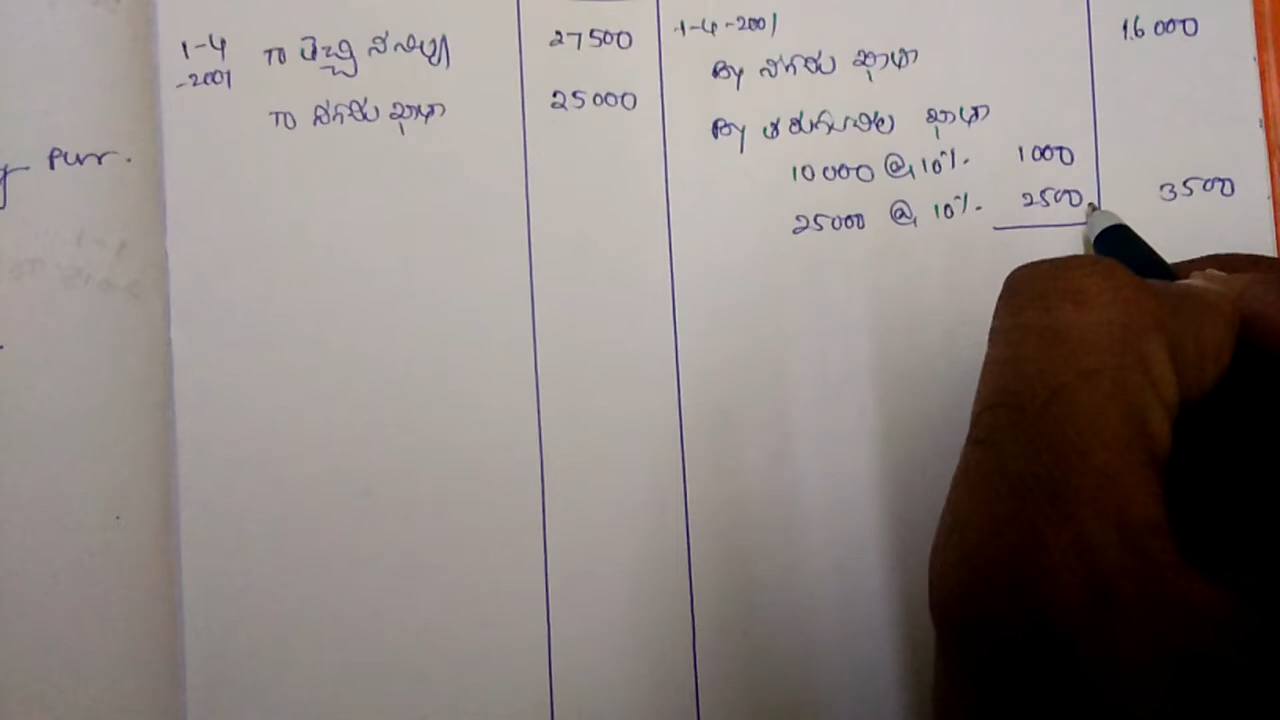 1-4-2001 To తెచ్చిన నిల్వ 27500
To నగదు ఖాతా 25000
1-4-2001
By నగదు ఖాతా 16000
By తరుగుదల ఖాతా
10000 @ 10%. 1000
25000 @ 10%. 2500 3500
purr.